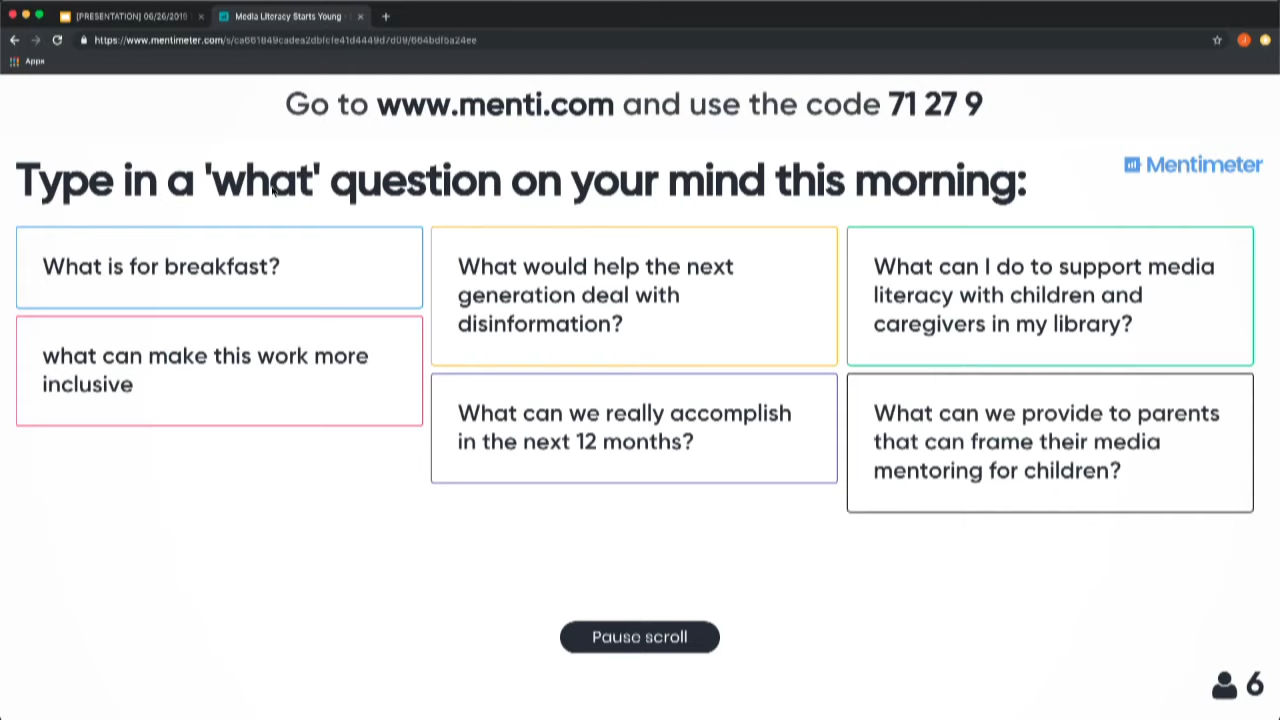 [PRESENTATION] 06/26/2019
Media Literacy Starts Young
Apps
Go to www.menti.com and use the code 71 27 9
Type in a 'what' question on your mind this morning:
Mentimeter
What is for breakfast?
what can make this work more
inclusive
What would help the next
generation deal with
disinformation?
What can we really accomplish
in the next 12 months?
What can I do to support media
literacy with children and
caregivers in my library?
What can we provide to parents
that can frame their media
mentoring for children?
Pause scroll
6